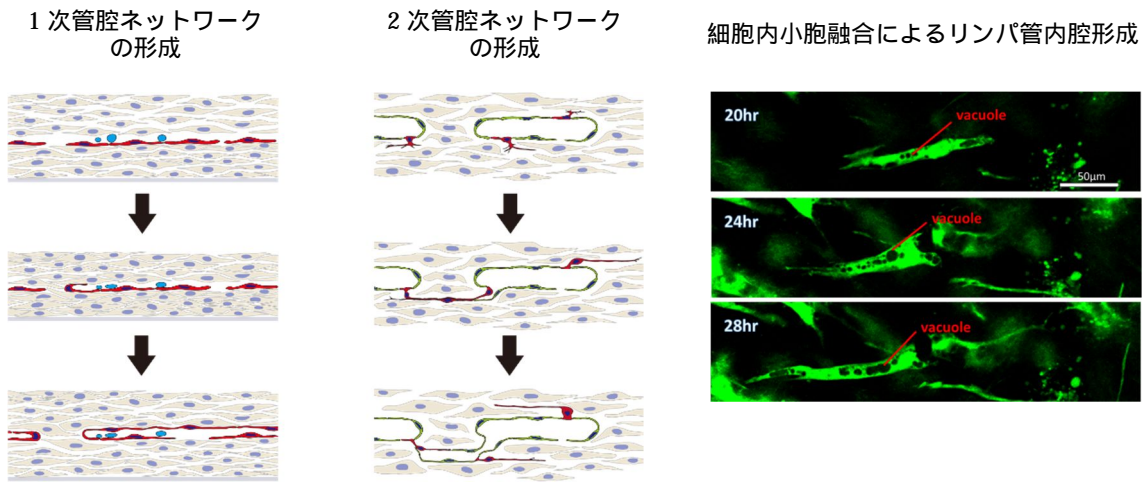 1 次管腔ネットワーク
の形成
2 次管腔ネットワーク
の形成
細胞内小胞融合によるリンパ管内腔形成
20hr
vacuole
50μm
24hr
vacuole
28hr
vacuole